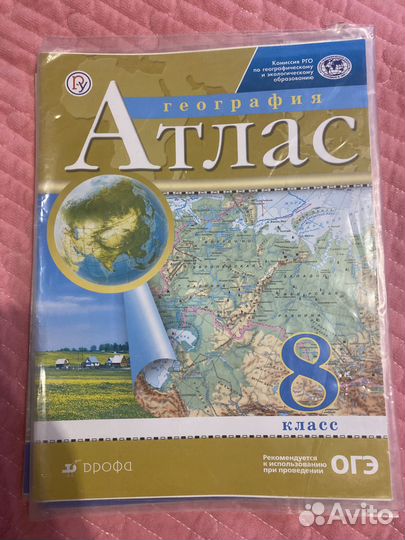 Комиссия РГО
по географическому
и экологическому
образованию
география
Атлас
8
класс
дрофа
Рекомендуется
к использованию
при проведении
ОГЭ
Avito